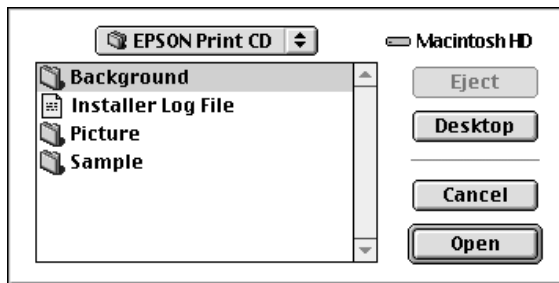 EPSON Print CD
Macintosh HD
Background
Installer Log File
Picture
Sample
Eject
Desktop
Cancel
Open